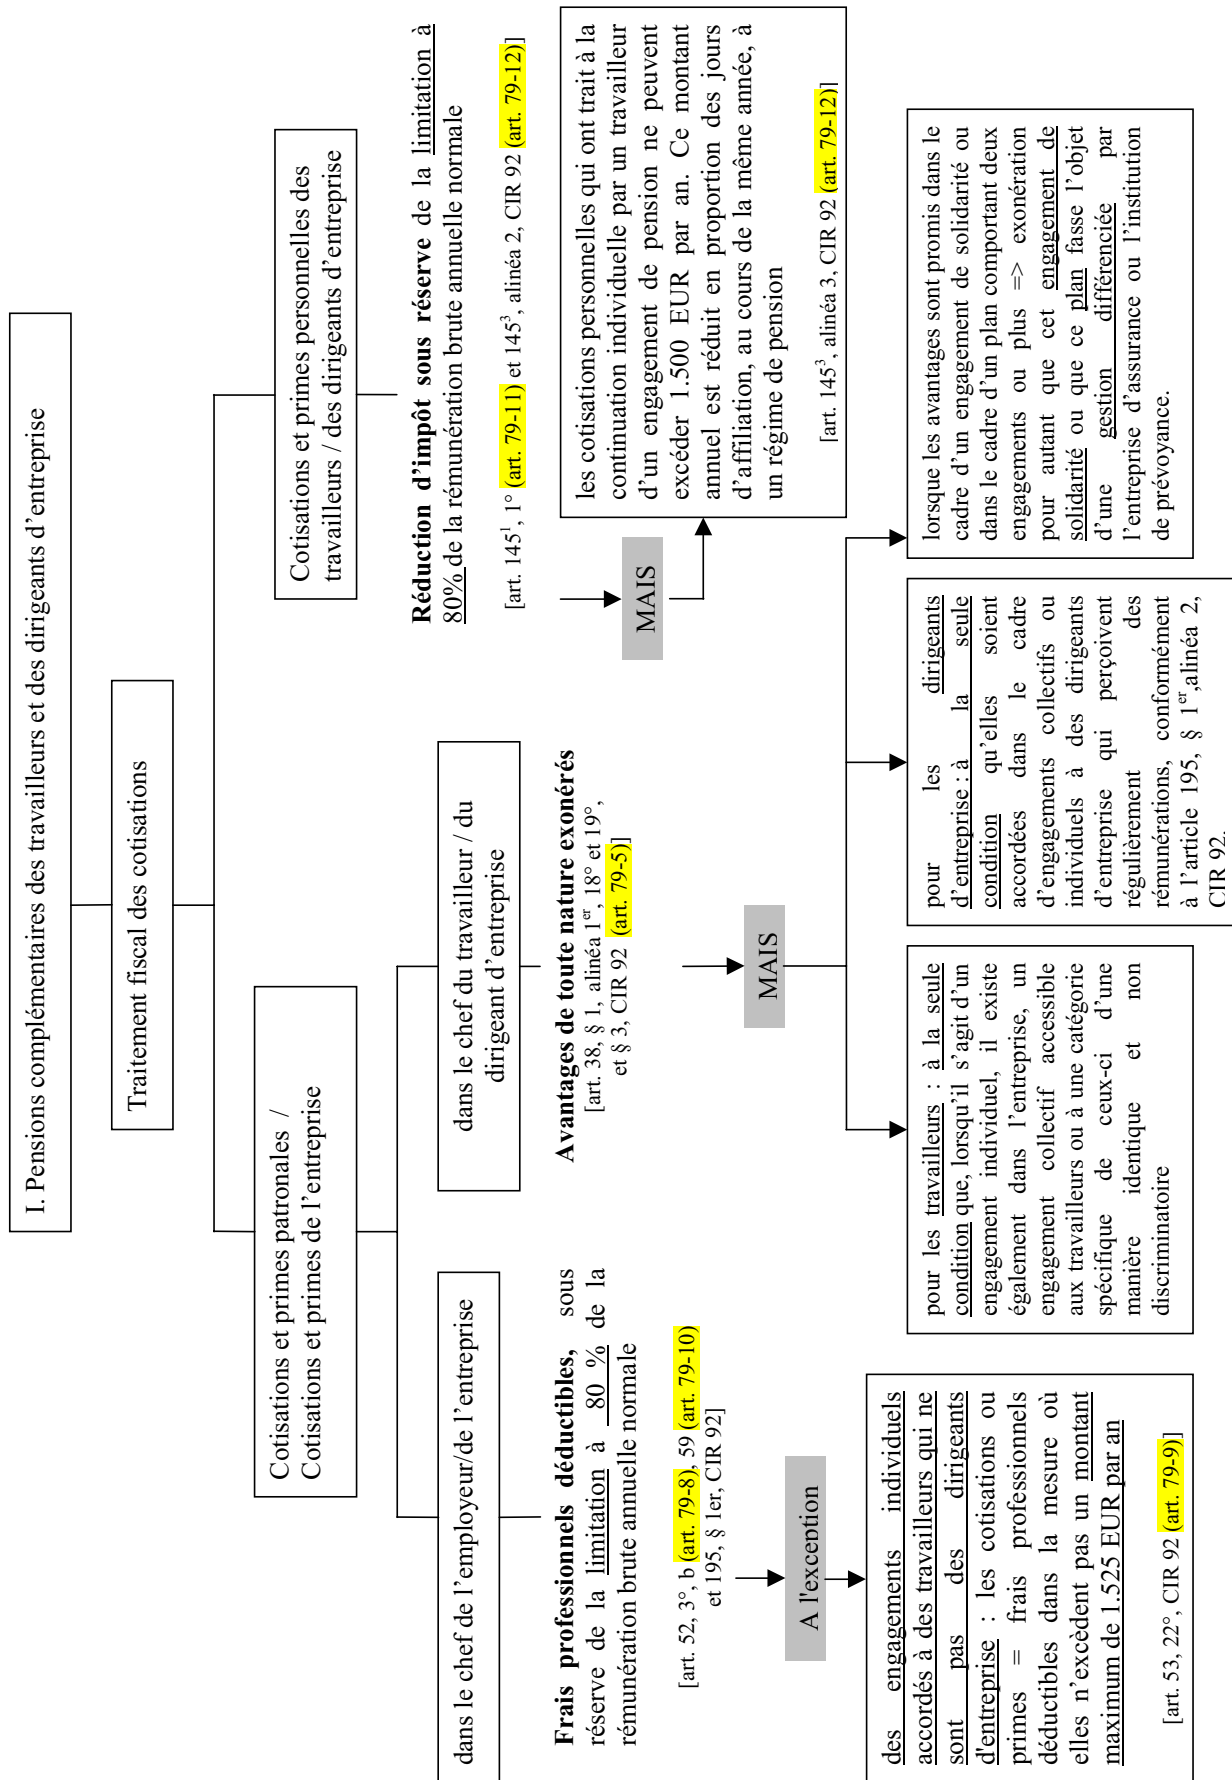 I. Pensions complémentaires des travailleurs et des dirigeants d'entreprise
Traitement fiscal des cotisations
Cotisations et primes patronales /
Cotisations et primes de l'entreprise
Cotisations et primes personnelles des
travailleurs / des dirigeants d'entreprise
dans le chef de l'employeur/de l'entreprise
dans le chef du travailleur / du
dirigeant d'entreprise
Frais professionnels déductibles, sous
réserve de la limitation à 80 % de la
rémunération brute annuelle normale
[art. 52, 3°, b (art. 79-8), 59 (art. 79-10)
et 195, § 1er, CIR 92]
A l'exception
des engagements individuels
accordés à des travailleurs qui ne
sont pas des dirigeants
d'entreprise : les cotisations ou
primes = frais professionnels
déductibles dans la mesure où
elles n'excèdent pas un montant
maximum de 1.525 EUR par an
[art. 53, 22°, CIR 92 (art. 79-9)]
Avantages de toute nature exonérés
[art. 38, § 1, alinéa 1er, 18° et 19°,
et § 3, CIR 92 (art. 79-5)]
MAIS
pour les travailleurs : à la seule
condition que, lorsqu'il s'agit d'un
engagement individuel, il existe
également dans l'entreprise, un
engagement collectif accessible
aux travailleurs ou à une catégorie
spécifique de ceux-ci d'une
manière identique et non
discriminatoire
pour les dirigeants
d'entreprise : à la seule
condition qu'elles soient
accordées dans le cadre
d'engagements collectifs ou
individuels à des dirigeants
d'entreprise qui perçoivent
régulièrement des
rémunérations, conformément
à l'article 195, § 1er,alinéa 2,
CIR 92.
lorsque les avantages sont promis dans le
cadre d'un engagement de solidarité ou
dans le cadre d'un plan comportant deux
engagements ou plus => exonération
pour autant que cet engagement de
solidarité ou que ce plan fasse l'objet
d'une gestion différenciée par
l'entreprise d'assurance ou l'institution
de prévoyance.
Réduction d'impôt sous réserve de la limitation à
80% de la rémunération brute annuelle normale
[art. 145¹, 1° (art. 79-11) et 145³, alinéa 2, CIR 92 (art. 79-12)]
MAIS
les cotisations personnelles qui ont trait à la
continuation individuelle par un travailleur
d'un engagement de pension ne peuvent
excéder 1.500 EUR par an. Ce montant
annuel est réduit en proportion des jours
d'affiliation, au cours de la même année, à
un régime de pension
[art. 145³, alinéa 3, CIR 92 (art. 79-12)]